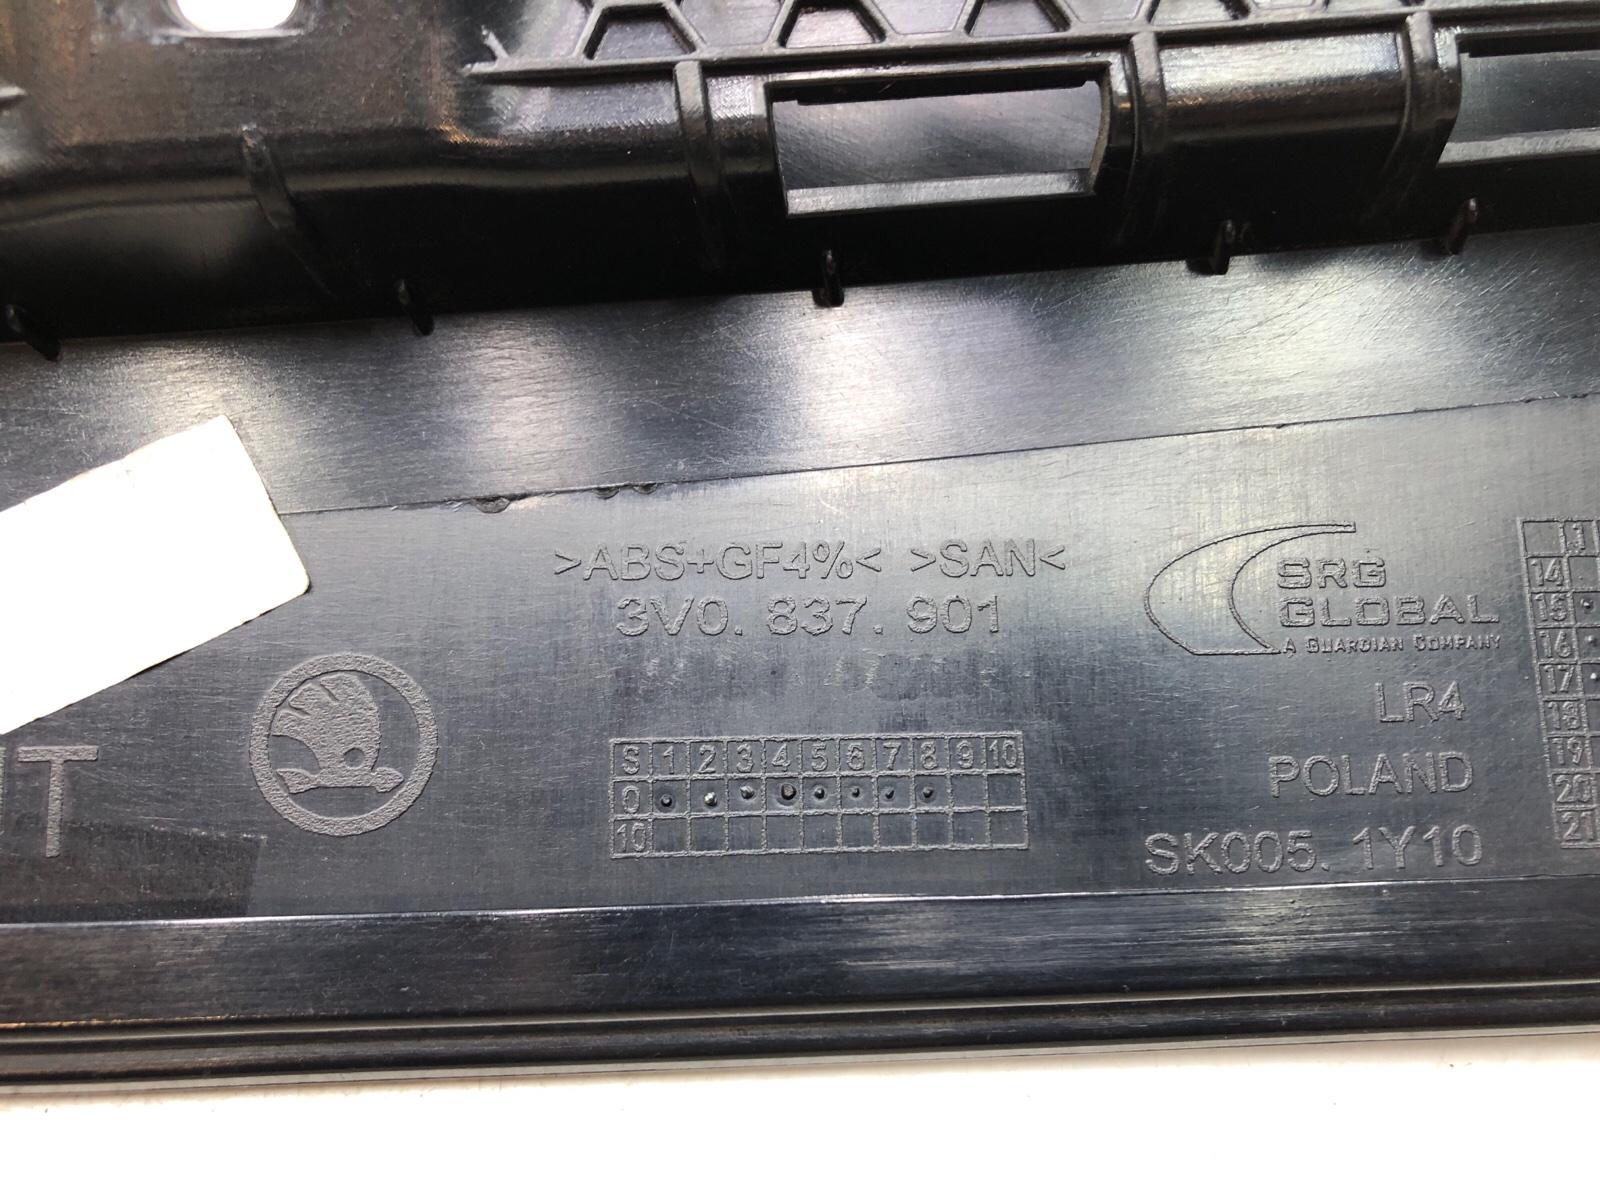 >ABS+GF4%< >SAN<
3V0. 837. 901
SRG
GLOBAL
A GUARDIAN COMPANY
LR4
POLAND
SK005. 1Y10
S 1 2 3 4 5 6 7 8 9 10
0
10
14
15
16
17
18
19
20
21